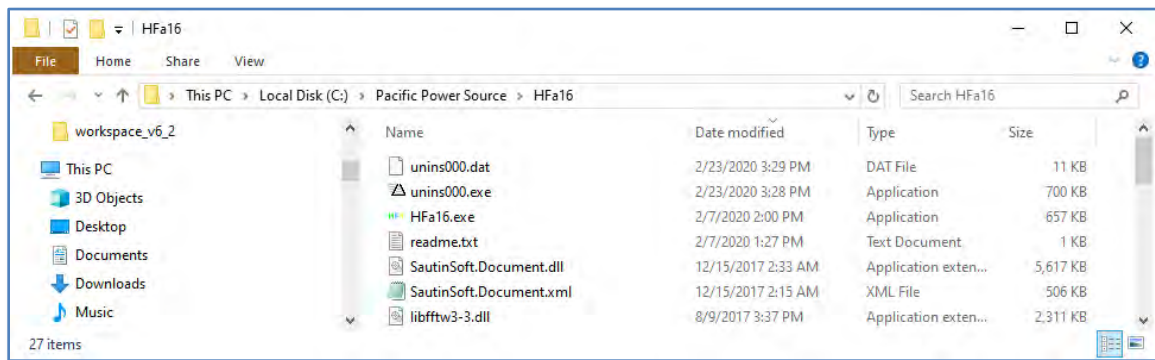 HFa16
File Home Share View
This PC > Local Disk (C:) > Pacific Power Source > HFa16 Search HFa16
workspace_v6_2 Name Date modified Type Size
This PC unins000.dat 2/23/2020 3:29 PM DAT File 11 KB
3D Objects unins000.exe 2/23/2020 3:28 PM Application 700 KB
Desktop HFa16.exe 2/7/2020 2:00 PM Application 657 KB
Documents readme.txt 2/7/2020 1:27 PM Text Document 1 KB
Downloads SautinSoft.Document.dll 12/15/2017 2:33 AM Application exten... 5,617 KB
Music SautinSoft.Document.xml 12/15/2017 2:15 AM XML File 506 KB
libfftw3-3.dll 8/9/2017 3:37 PM Application exten... 2,311 KB
27 items